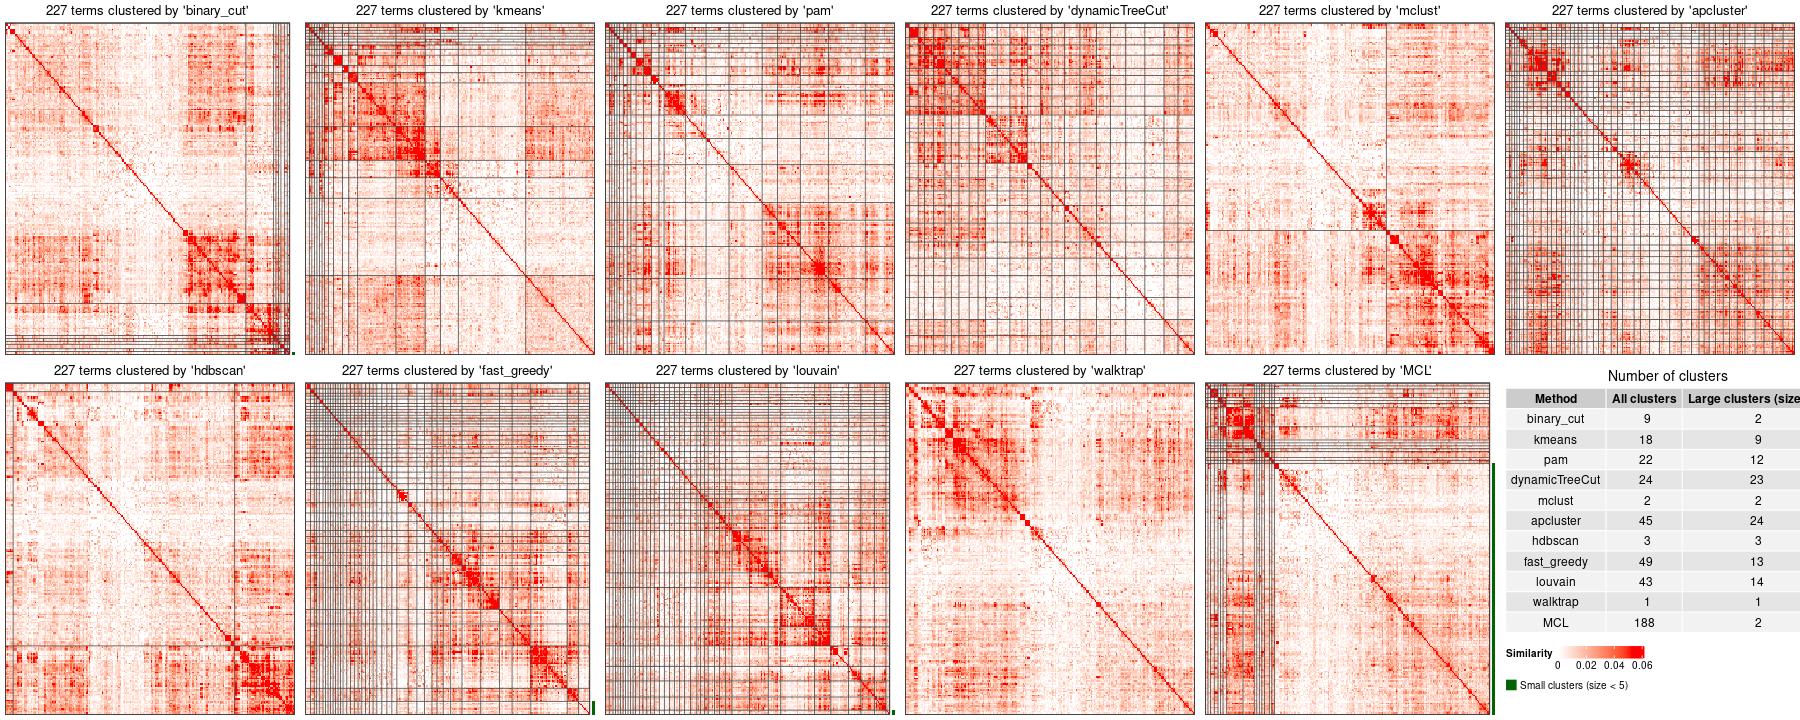 227 terms clustered by 'binary_cut'
227 terms clustered by 'kmeans'
227 terms clustered by 'pam'
227 terms clustered by 'dynamicTreeCut'
227 terms clustered by 'mclust'
227 terms clustered by 'apcluster'
227 terms clustered by 'hdbscan'
227 terms clustered by 'fast_greedy'
227 terms clustered by 'louvain'
227 terms clustered by 'walktrap'
227 terms clustered by 'MCL'
Number of clusters
Method All clusters Large clusters (size
binary_cut 9 2
kmeans 18 9
pam 22 12
dynamicTreeCut 24 23
mclust 2 2
apcluster 45 24
hdbscan 3 3
fast_greedy 49 13
louvain 43 14
walktrap 1 1
MCL 188 2
Similarity
0 0.02 0.04 0.06
Small clusters (size < 5)